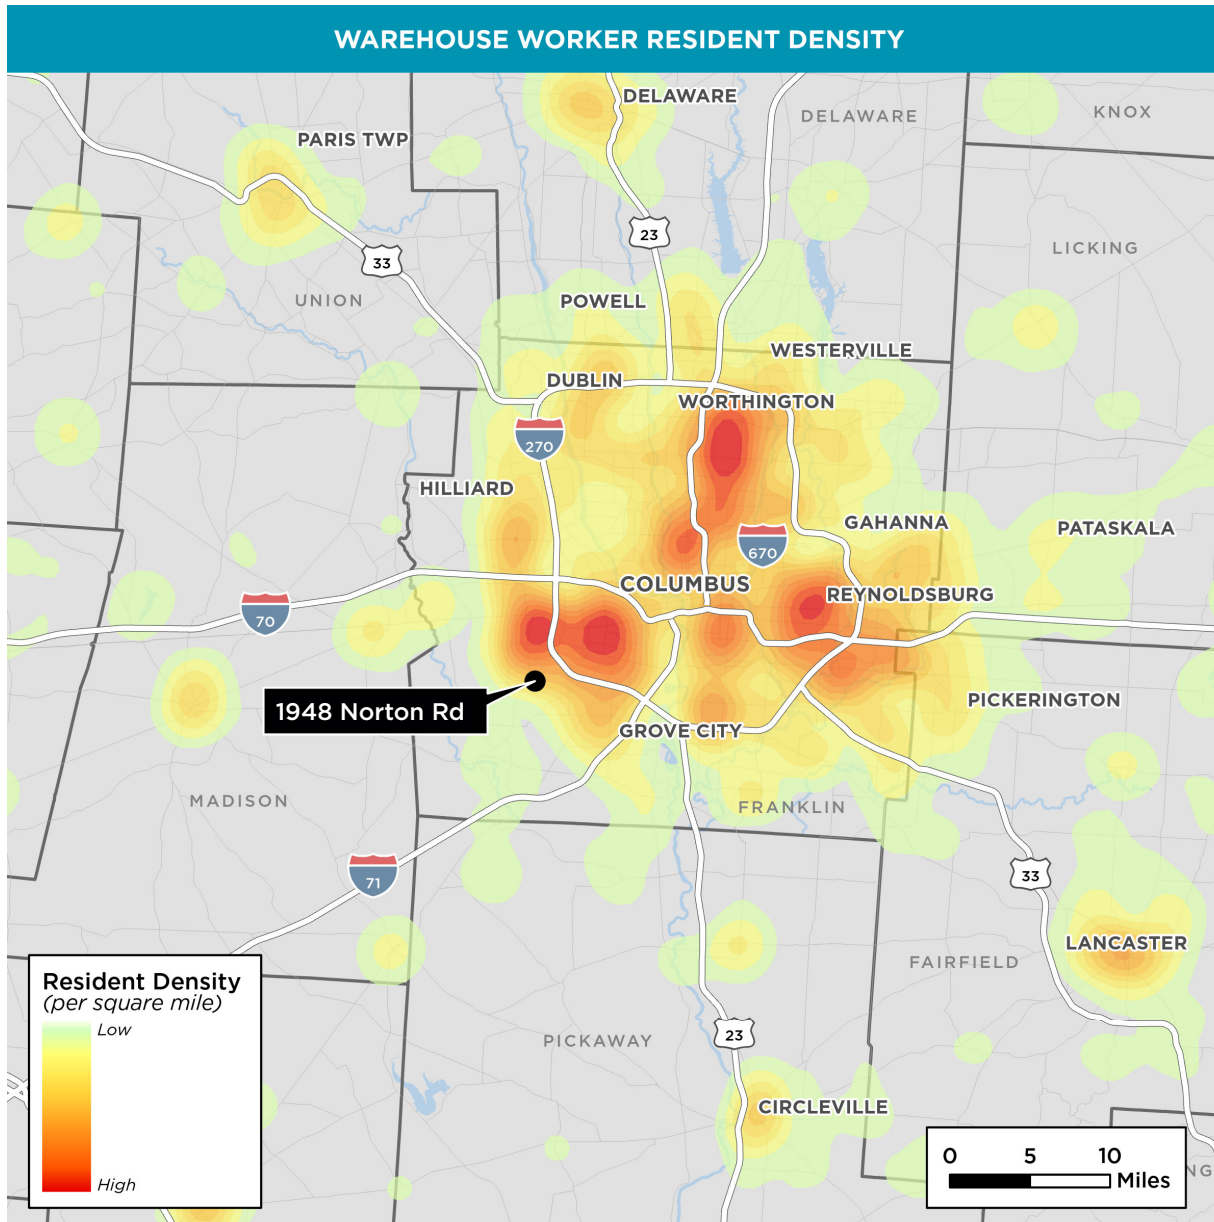 WAREHOUSE WORKER RESIDENT DENSITY
DELAWARE
DELAWARE
KNOX
PARIS TWP
23
LICKING
33
UNION
POWELL
WESTERVILLE
DUBLIN
WORTHINGTON
270
HILLIARD
GAHANNA
PATASKALA
670
COLUMBUS
REYNOLDSBURG
70
1948 Norton Rd
PICKERINGTON
GROVE CITY
MADISON
FRANKLIN
71
33
LANCASTER
FAIRFIELD
Resident Density
(per square mile)
Low
High
PICKAWAY
23
CIRCLEVILLE
0 5 10
Miles
NG